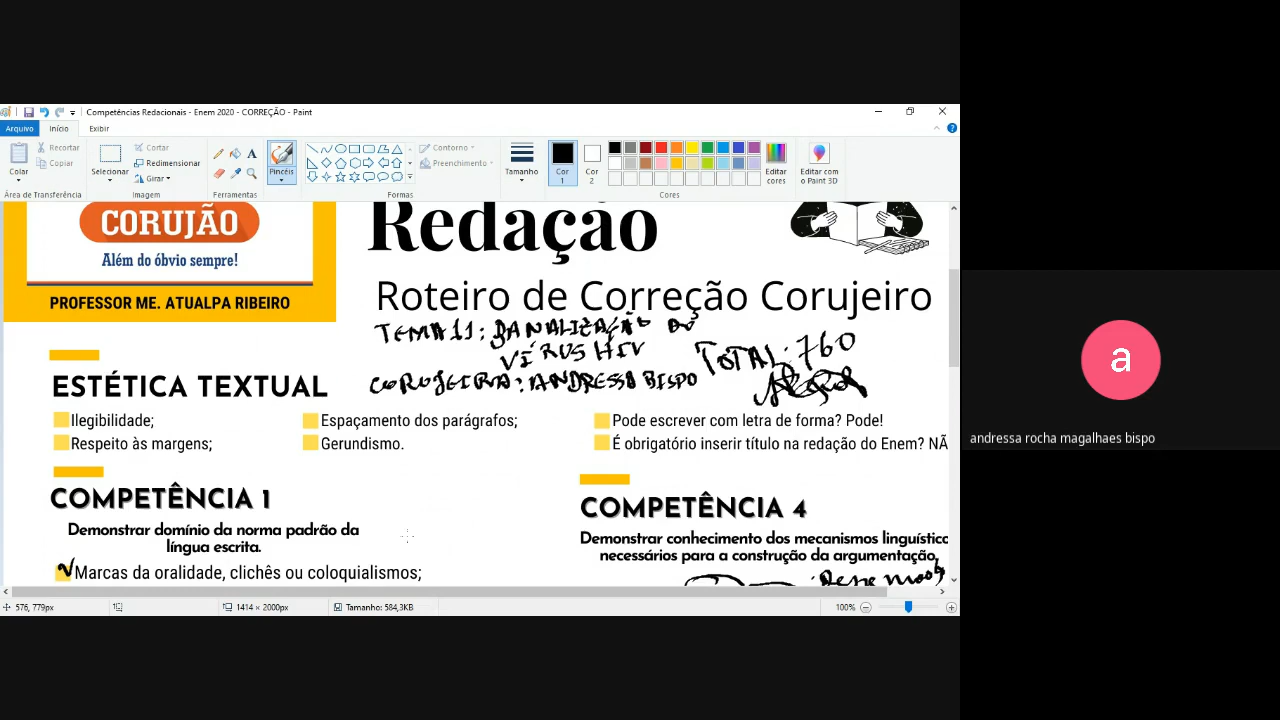 Competências Redacionais - Enem 2020 - CORREÇÃO - Paint
Arquivo Início Exibir
Colar
Recortar
Copiar
Área de Transferência
Selecionar
Cortar
Redimensionar
Girar
Imagem
Ferramentas
Pincéis
Formas
Contorno
Preenchimento
Tamanho
Cor 1
Cor 2
Cores
Editar cores
Editar com o Paint 3D
CORUJÃO
Além do óbvio sempre!
PROFESSOR ME. ATUALPA RIBEIRO
Redação
Roteiro de Correção Corujeiro
TEMA 11: BANALIZAÇÃO DO
VÍRUS HIV
TOTAL: 760
CORUJEIRA: ANDRESSA BISPO
ESTÉTICA TEXTUAL
Ilegibilidade;
Respeito às margens;
Espaçamento dos parágrafos;
Gerundismo.
Pode escrever com letra de forma? Pode!
É obrigatório inserir título na redação do Enem? NÃ
COMPETÊNCIA 1
Demonstrar domínio da norma padrão da
língua escrita.
Marcas da oralidade, clichês ou coloquialismos;
COMPETÊNCIA 4
Demonstrar conhecimento dos mecanismos linguístic
necessários para a construção da argumentação.
576, 779px
1414 × 2000px
Tamanho: 584,3KB
100%
a
andressa rocha magalhaes bispo